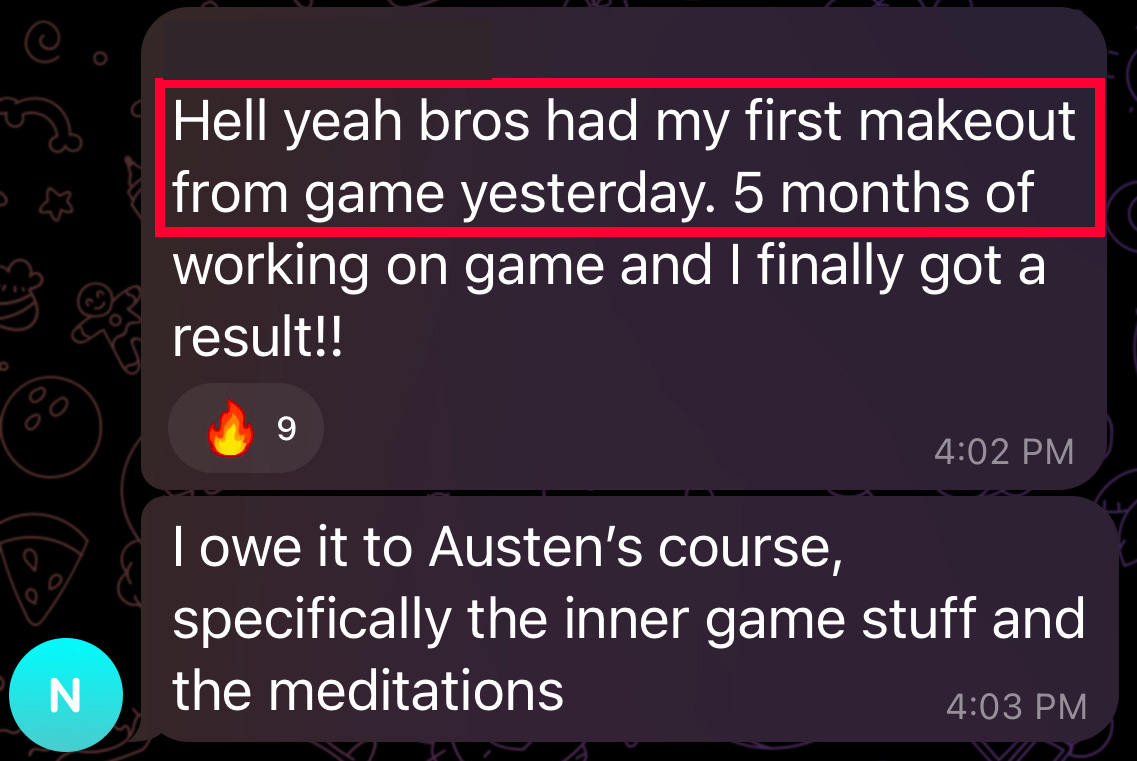 Hell yeah bros had my first makeout
from game yesterday. 5 months of
working on game and I finally got a
result!!
🔥 9
4:02 PM
I owe it to Austen’s course,
specifically the inner game stuff and
the meditations
4:03 PM
N